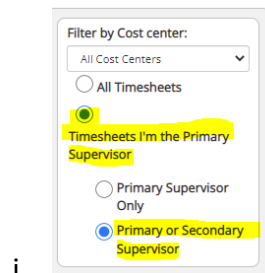 Filter by Cost center:
All Cost Centers
All Timesheets
Timesheets I'm the Primary
Supervisor
Primary Supervisor
Only
Primary or Secondary
Supervisor
i.